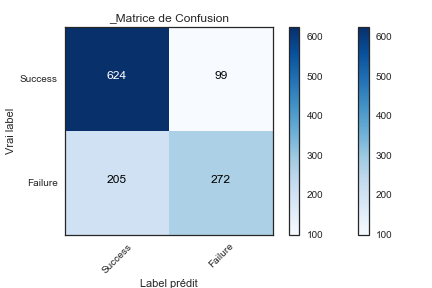 _Matrice de Confusion
Vrai label
Success
Failure
624
99
205
272
Success
Failure
Label prédit
600
500
400
300
200
100
600
500
400
300
200
100